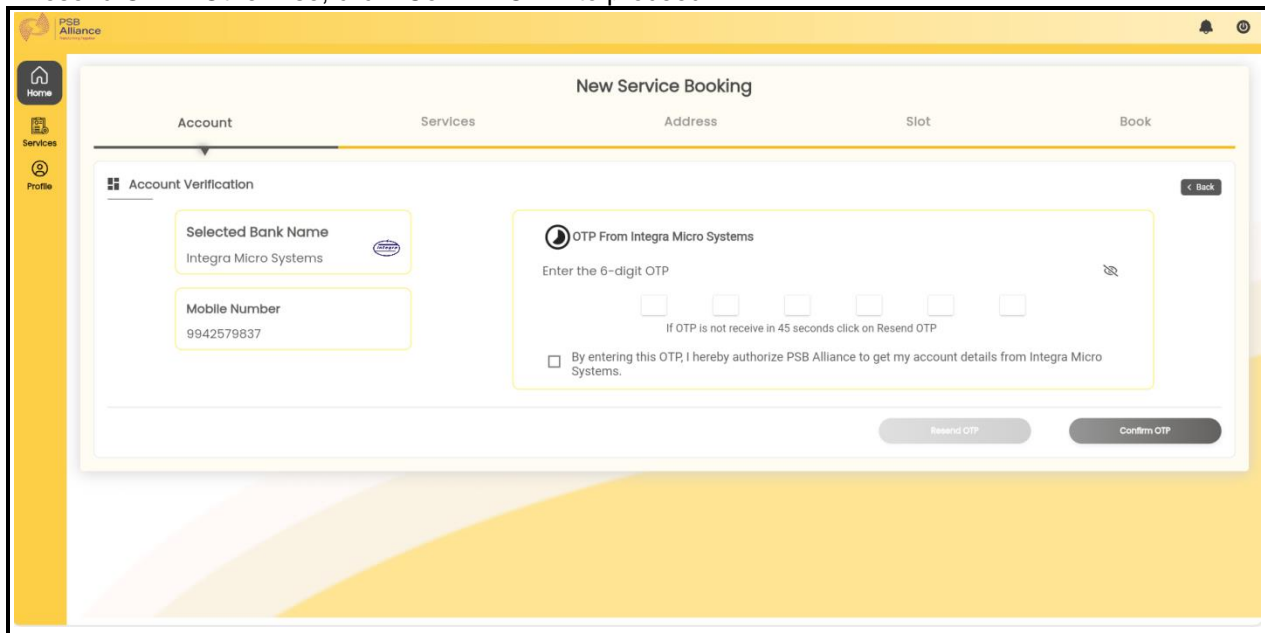 PSB
Alliance
Home
Services
Profile
New Service Booking
Account
Services
Address
Slot
Book
Account Verification
< Back
Selected Bank Name
Integra Micro Systems
integra
Mobile Number
9942579837
OTP From Integra Micro Systems
Enter the 6-digit OTP
If OTP is not receive in 45 seconds click on Resend OTP
By entering this OTP, I hereby authorize PSB Alliance to get my account details from Integra Micro
Systems.
Resend OTP
Confirm OTP